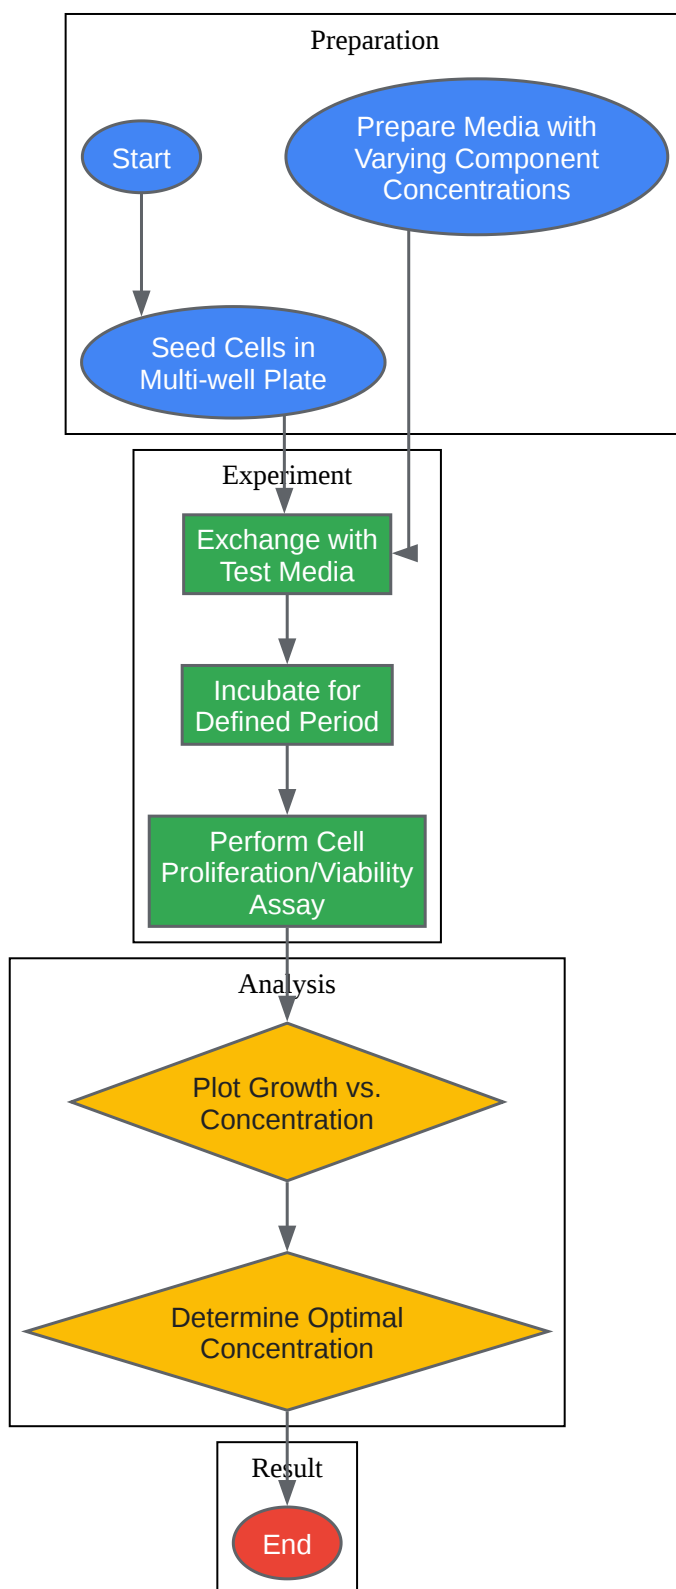 Preparation
Start
Prepare Media with
Varying Component
Concentrations
Seed Cells in
Multi-well Plate
Experiment
Exchange with
Test Media
Incubate for
Defined Period
Perform Cell
Proliferation/Viability
Assay
Analysis
Plot Growth vs.
Concentration
Determine Optimal
Concentration
Result
End